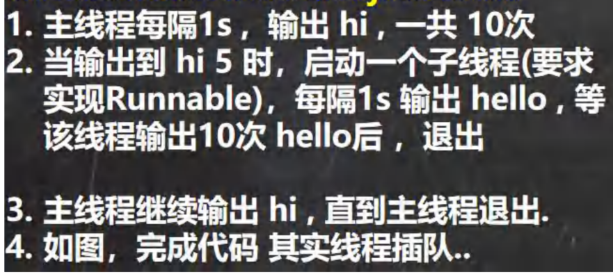 1. 主线程每隔1s，输出 hi，一共 10次
2. 当输出到 hi 5 时，启动一个子线程(要求
实现Runnable)，每隔1s 输出 hello，等
该线程输出10次 hello后，退出
3. 主线程继续输出 hi，直到主线程退出.
4. 如图，完成代码 其实线程插队..